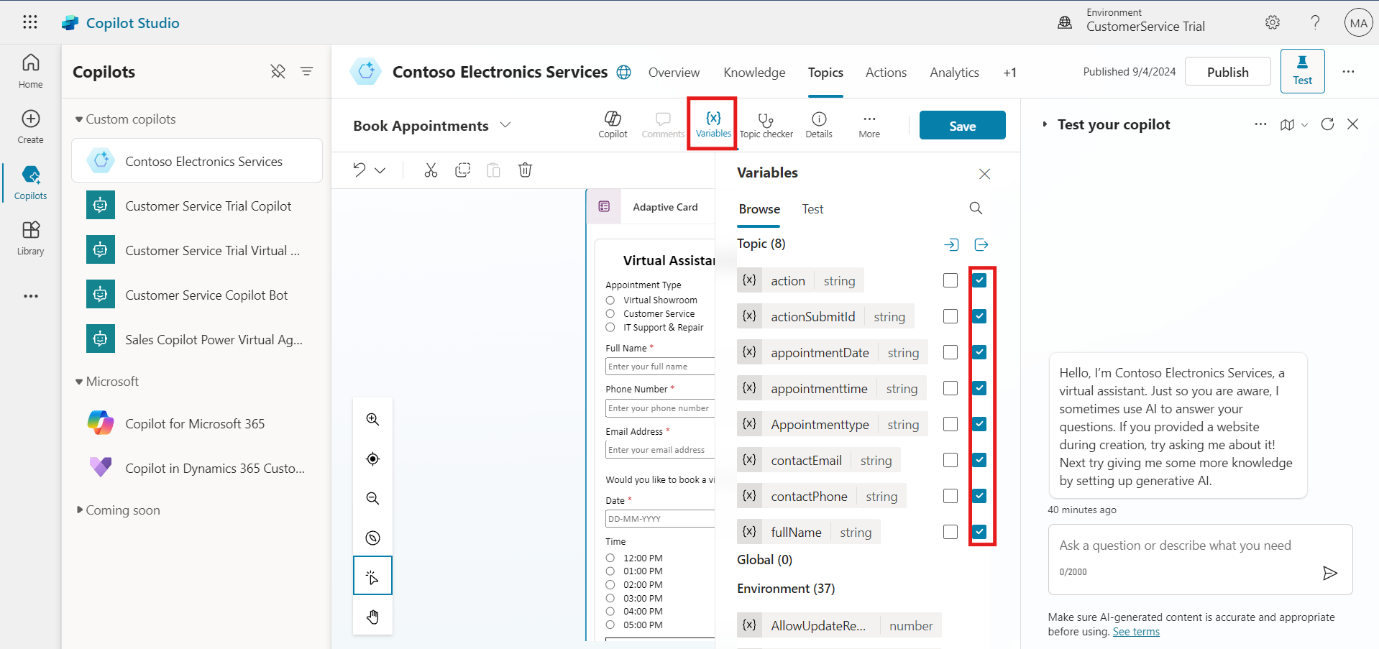 Copilot Studio
Environment
CustomerService Trial
MA
Home
Create
Copilots
Library
Copilots
Custom copilots
Contoso Electronics Services
Customer Service Trial Copilot
Customer Service Trial Virtual ...
Customer Service Copilot Bot
Sales Copilot Power Virtual Ag...
Microsoft
Copilot for Microsoft 365
Copilot in Dynamics 365 Custo...
Coming soon
Contoso Electronics Services
Overview
Knowledge
Topics
Actions
Analytics
+1
Published 9/4/2024
Publish
Test
Book Appointments
Copilot
Comments
{x}
Variables
Topic checker
Details
More
Save
Adaptive Card
Virtual Assista
Appointment Type
Virtual Showroom
Customer Service
IT Support & Repair
Full Name *
Enter your full name
Phone Number *
Enter your phone number
Email Address *
Enter your email address
Would you like to book a vi
Date *
DD-MM-YYYY
Time
12:00 PM
01:00 PM
02:00 PM
03:00 PM
04:00 PM
05:00 PM
Variables
Browse
Test
Topic (8)
{x} action string
{x} actionSubmitId string
{x} appointmentDate string
{x} appointmenttime string
{x} Appointmenttype string
{x} contactEmail string
{x} contactPhone string
{x} fullName string
Global (0)
Environment (37)
{x} AllowUpdateRe... number
Test your copilot
Hello, I'm Contoso Electronics Services, a
virtual assistant. Just so you are aware, I
sometimes use AI to answer your
questions. If you provided a website
during creation, try asking me about it!
Next try giving me some more knowledge
by setting up generative AI.
40 minutes ago
Ask a question or describe what you need
0/2000
Make sure AI-generated content is accurate and appropriate
before using. See terms